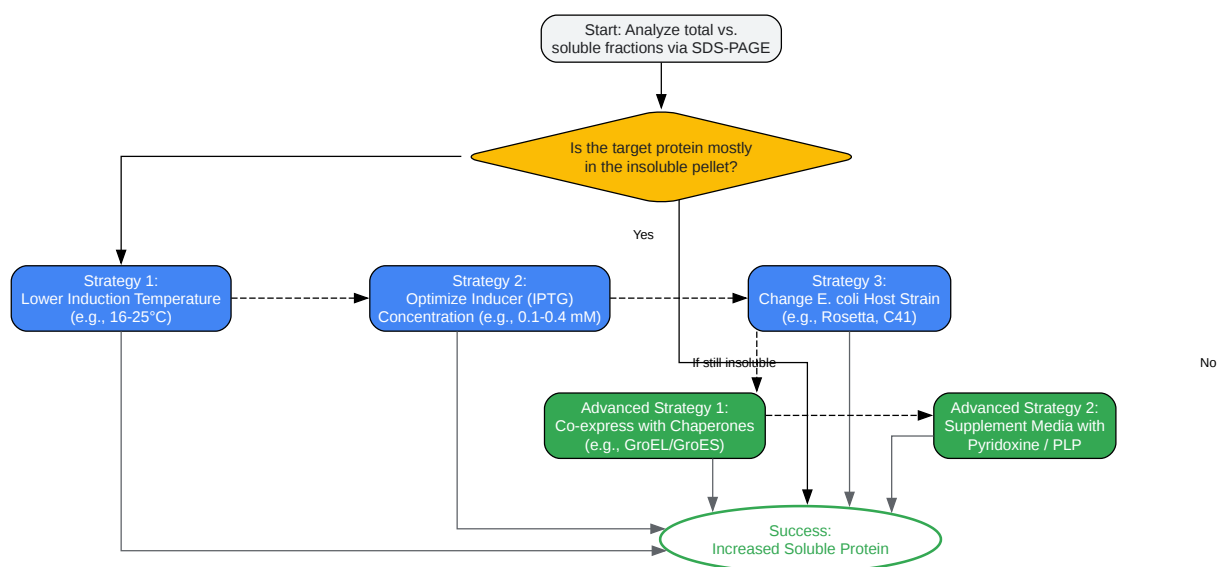 Start: Analyze total vs.
soluble fractions via SDS-PAGE
Is the target protein mostly
in the insoluble pellet?
Yes
Strategy 1:
Lower Induction Temperature
(e.g., 16-25°C)
Strategy 2:
Optimize Inducer (IPTG)
Concentration (e.g., 0.1-0.4 mM)
Strategy 3:
Change E. coli Host Strain
(e.g., Rosetta, C41)
If still insoluble
No
Advanced Strategy 1:
Co-express with Chaperones
(e.g., GroEL/GroES)
Advanced Strategy 2:
Supplement Media with
Pyridoxine / PLP
Success:
Increased Soluble Protein